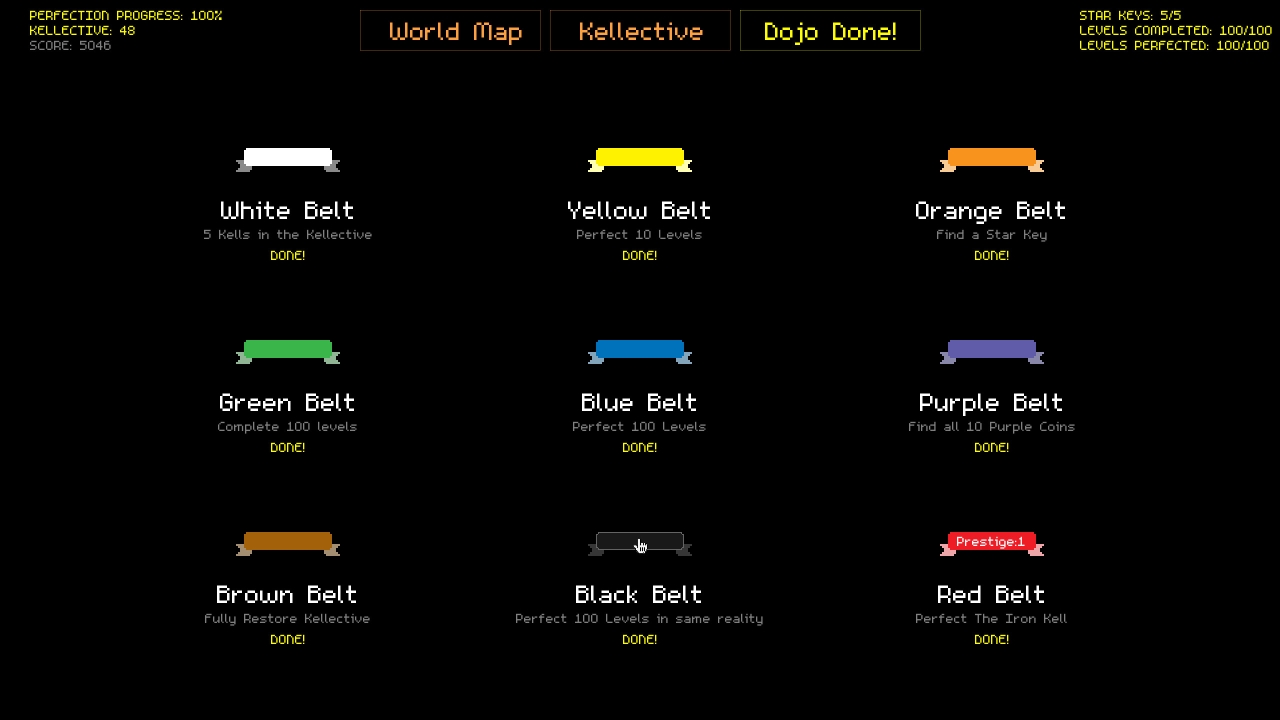 PERFECTION PROGRESS: 100%
KELLECTIVE: 48
SCORE: 5046
World Map
Kellective
Dojo Done!
STAR KEYS: 5/5
LEVELS COMPLETED: 100/100
LEVELS PERFECTED: 100/100
White Belt
5 Kells in the Kellective
DONE!
Yellow Belt
Perfect 10 Levels
DONE!
Orange Belt
Find a Star Key
DONE!
Green Belt
Complete 100 levels
DONE!
Blue Belt
Perfect 100 Levels
DONE!
Purple Belt
Find all 10 Purple Coins
DONE!
Brown Belt
Fully Restore Kellective
DONE!
Black Belt
Perfect 100 Levels in same reality
DONE!
Prestige:1
Red Belt
Perfect The Iron Kell
DONE!